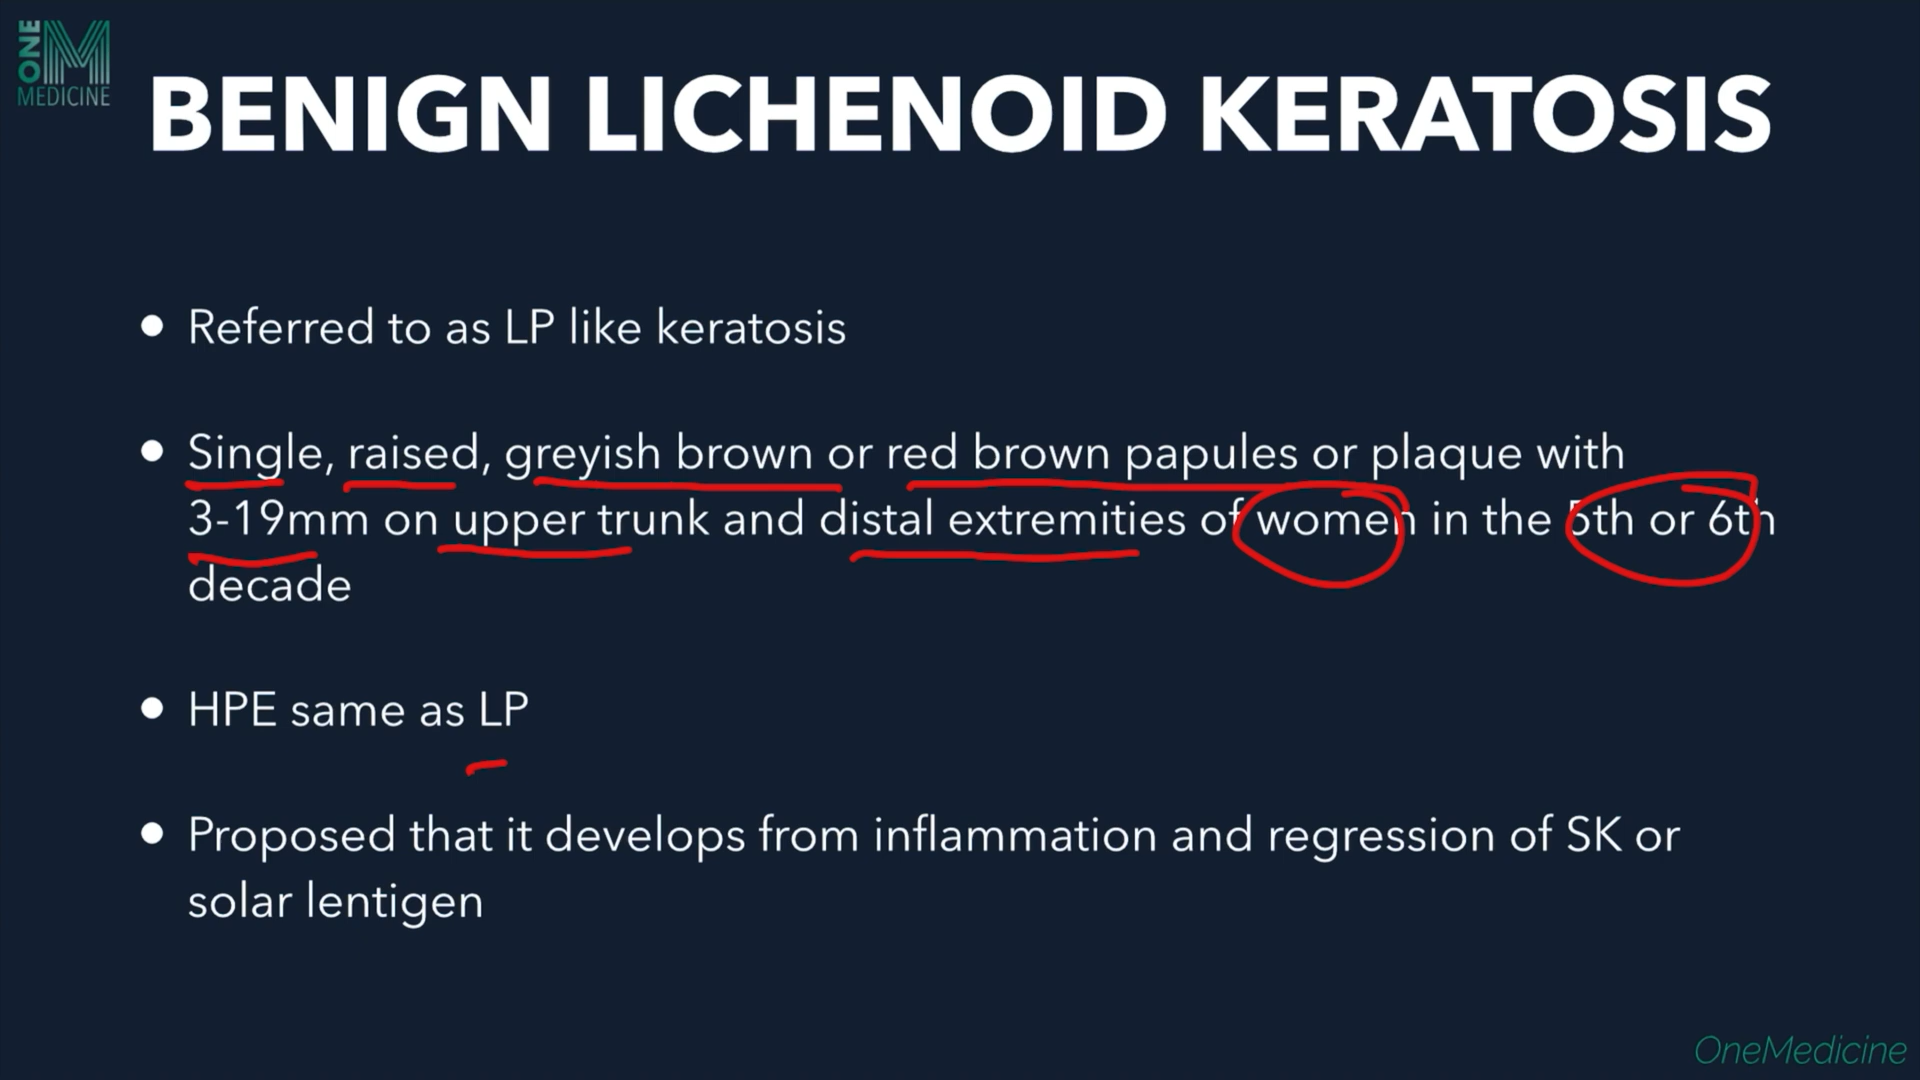 ONE
MEDICINE
BENIGN LICHENOID KERATOSIS
• Referred to as LP like keratosis
• Single, raised, greyish brown or red brown papules or plaque with
3-19mm on upper trunk and distal extremities of women in the 5th or 6th
decade
• HPE same as LP
• Proposed that it develops from inflammation and regression of SK or
solar lentigen
OneMedicine